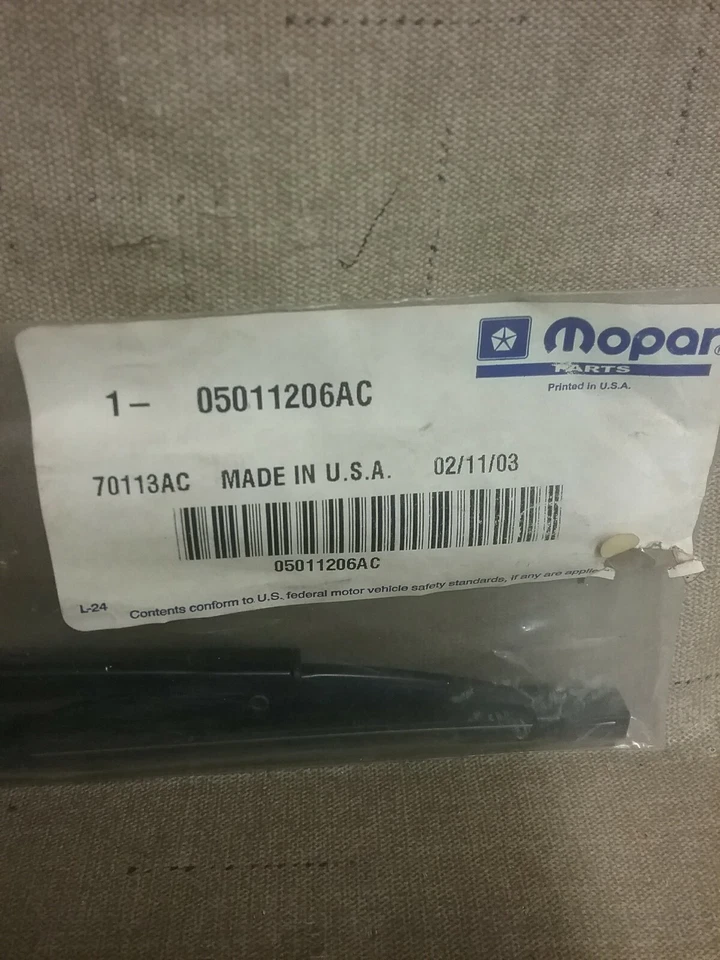 Mopar
PARTS
Printed in U.S.A.
1- 05011206AC
70113AC MADE IN U.S.A. 02/11/03
05011206AC
L-24 Contents conform to U.S. federal motor vehicle safety standards, if any are